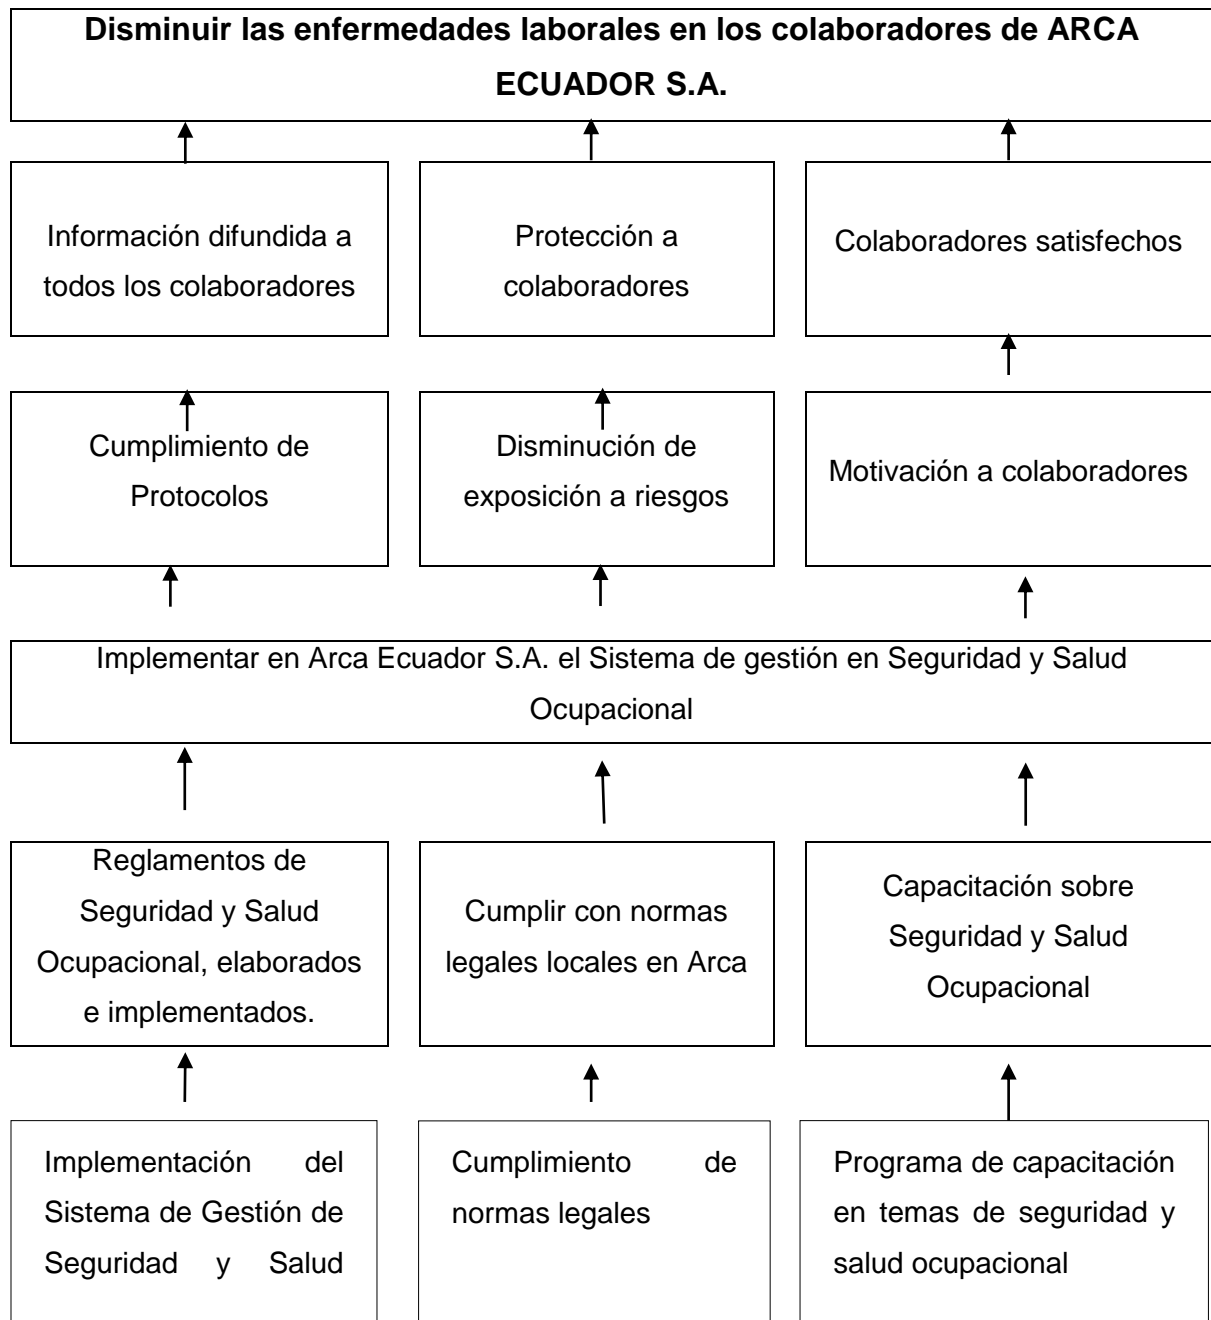 Disminuir las enfermedades laborales en los colaboradores de ARCA
ECUADOR S.A.
Información difundida a
todos los colaboradores
Protección a
colaboradores
Colaboradores satisfechos
Cumplimiento de
Protocolos
Disminución de
exposición a riesgos
Motivación a colaboradores
Implementar en Arca Ecuador S.A. el Sistema de gestión en Seguridad y Salud
Ocupacional
Reglamentos de
Seguridad y Salud
Ocupacional, elaborados
e implementados.
Cumplir con normas
legales locales en Arca
Capacitación sobre
Seguridad y Salud
Ocupacional
Implementación del
Sistema de Gestión de
Seguridad y Salud
Cumplimiento de
normas legales
Programa de capacitación
en temas de seguridad y
salud ocupacional